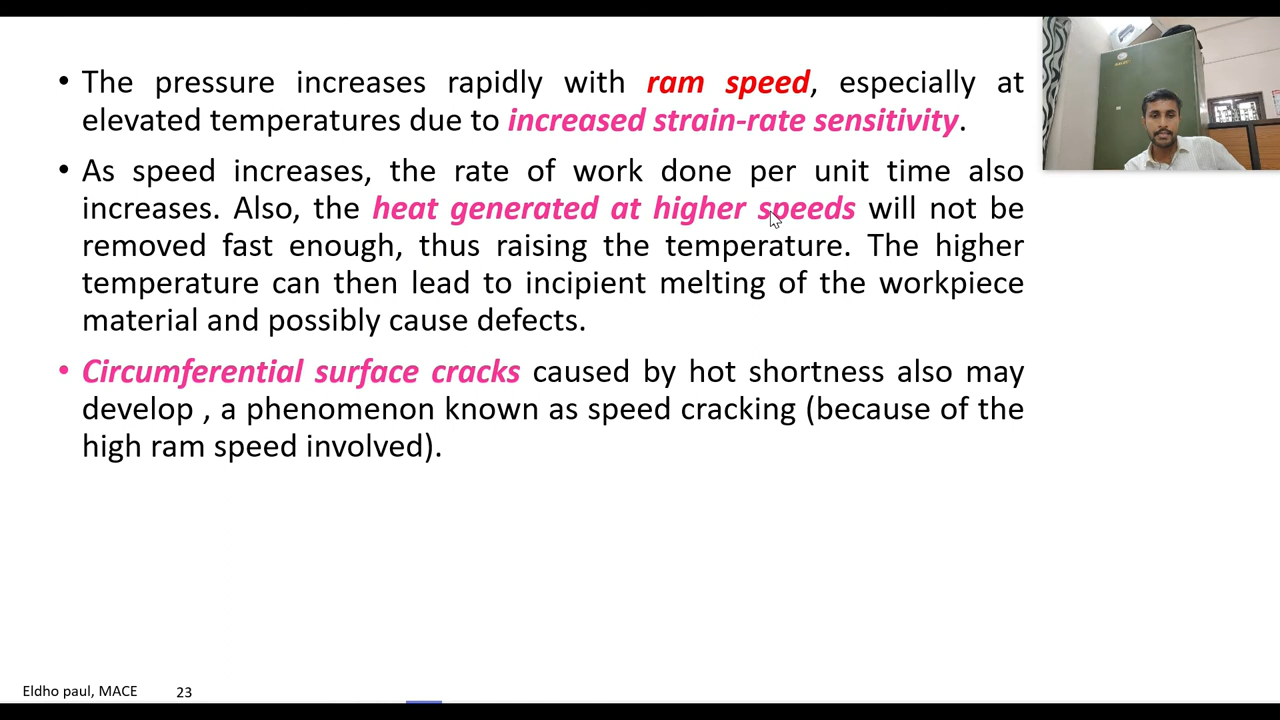 • The pressure increases rapidly with ram speed, especially at
elevated temperatures due to increased strain-rate sensitivity.
• As speed increases, the rate of work done per unit time also
increases. Also, the heat generated at higher speeds will not be
removed fast enough, thus raising the temperature. The higher
temperature can then lead to incipient melting of the workpiece
material and possibly cause defects.
• Circumferential surface cracks caused by hot shortness also may
develop , a phenomenon known as speed cracking (because of the
high ram speed involved).
Eldho paul, MACE 23